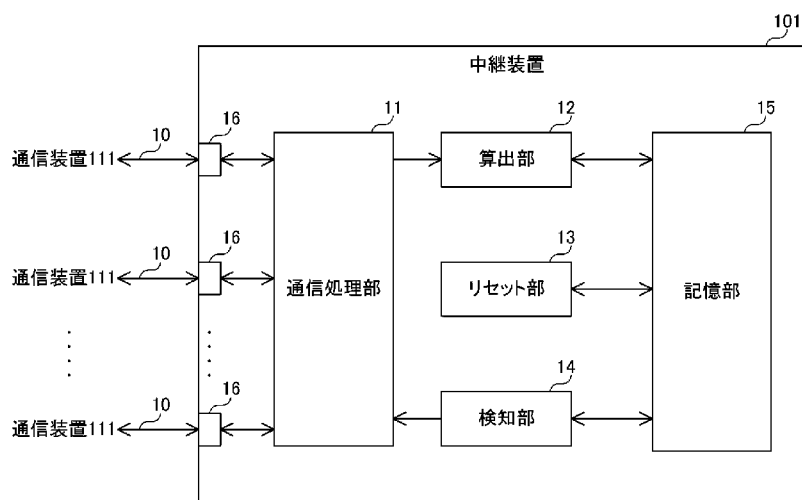 101
中継装置
16
11
12
15
10
通信装置111
算出部
16
13
10
通信装置111
通信処理部
リセット部
記憶部
16
14
10
通信装置111
検知部